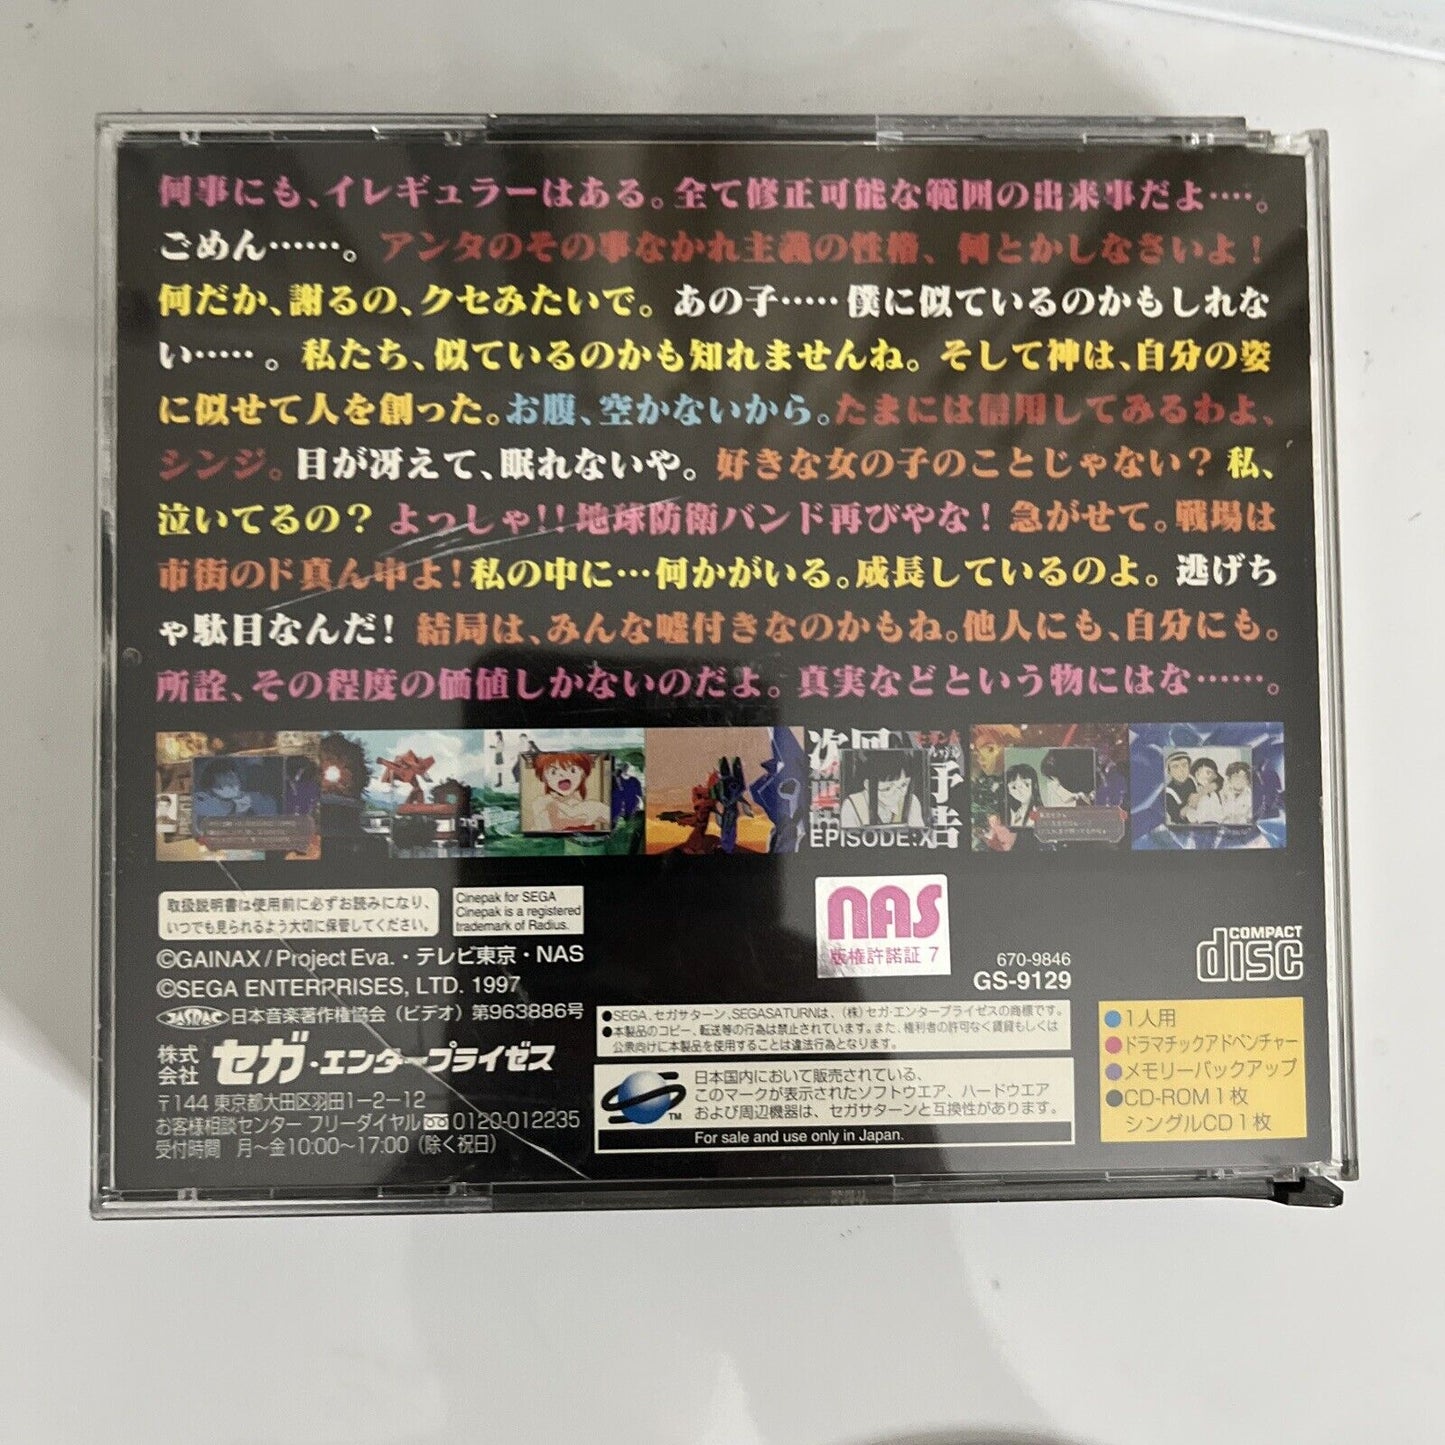 何事にも、イレギュラーはある。全て修正可能な範囲の出来事だよ‥‥。
ごめん……。アンタのその事なかれ主義の性格、何とかしなさいよ！
何だか、謝るの、クセみたいで。あの子……僕に似ているのかもしれな
い……。私たち、似ているのかも知れませんね。そして神は、自分の姿
に似せて人を創った。お腹、空かないから。たまには信用してみるわよ、
シンジ。目が冴えて、眠れないや。好きな女の子のことじゃない？私、
泣いてるの？よっしゃ!!地球防衛バンド再びやな！急がせて。戦場は
市街のド真ん中よ！私の中に…何かがいる。成長しているのよ。逃げち
ゃ駄目なんだ！結局は、みんな嘘付きなのかもね。他人にも、自分にも。
所詮、その程度の価値しかないのだよ。真実などという物にはな……。
次回予告
EPISODE:X
取扱説明書は使用前に必ずお読みになり、
いつでも見られるよう大切に保管してください。
Cinepak for SEGA
Cinepak is a registered
trademark of Radius.
©GAINAX / Project Eva.・テレビ東京・NAS
©SEGA ENTERPRISES, LTD. 1997
JASRAC 日本音楽著作権協会（ビデオ）第963886号
株式会社 セガ・エンタープライゼス
〒144 東京都大田区羽田1−2−12
お客様相談センター フリーダイヤル 0120-012235
受付時間 月〜金10:00〜17:00（除く祝日）
nas
版権許諾証 7
670-9846
GS-9129
COMPACT
disc
●SEGA、セガサターン、SEGASATURNは、（株）セガ・エンタープライゼスの商標です。
●本製品のコピー、転送等の行為は禁止されています。また、権利者の許可なく賃貸もしくは
公衆向けに本製品を使用することは違法行為となります。
日本国内において販売されている、
このマークが表示されたソフトウエア、ハードウエア
および周辺機器は、セガサターンと互換性があります。
TM
For sale and use only in Japan.
●1人用
●ドラマチックアドベンチャー
●メモリーバックアップ
●CD-ROM1枚
シングルCD1枚